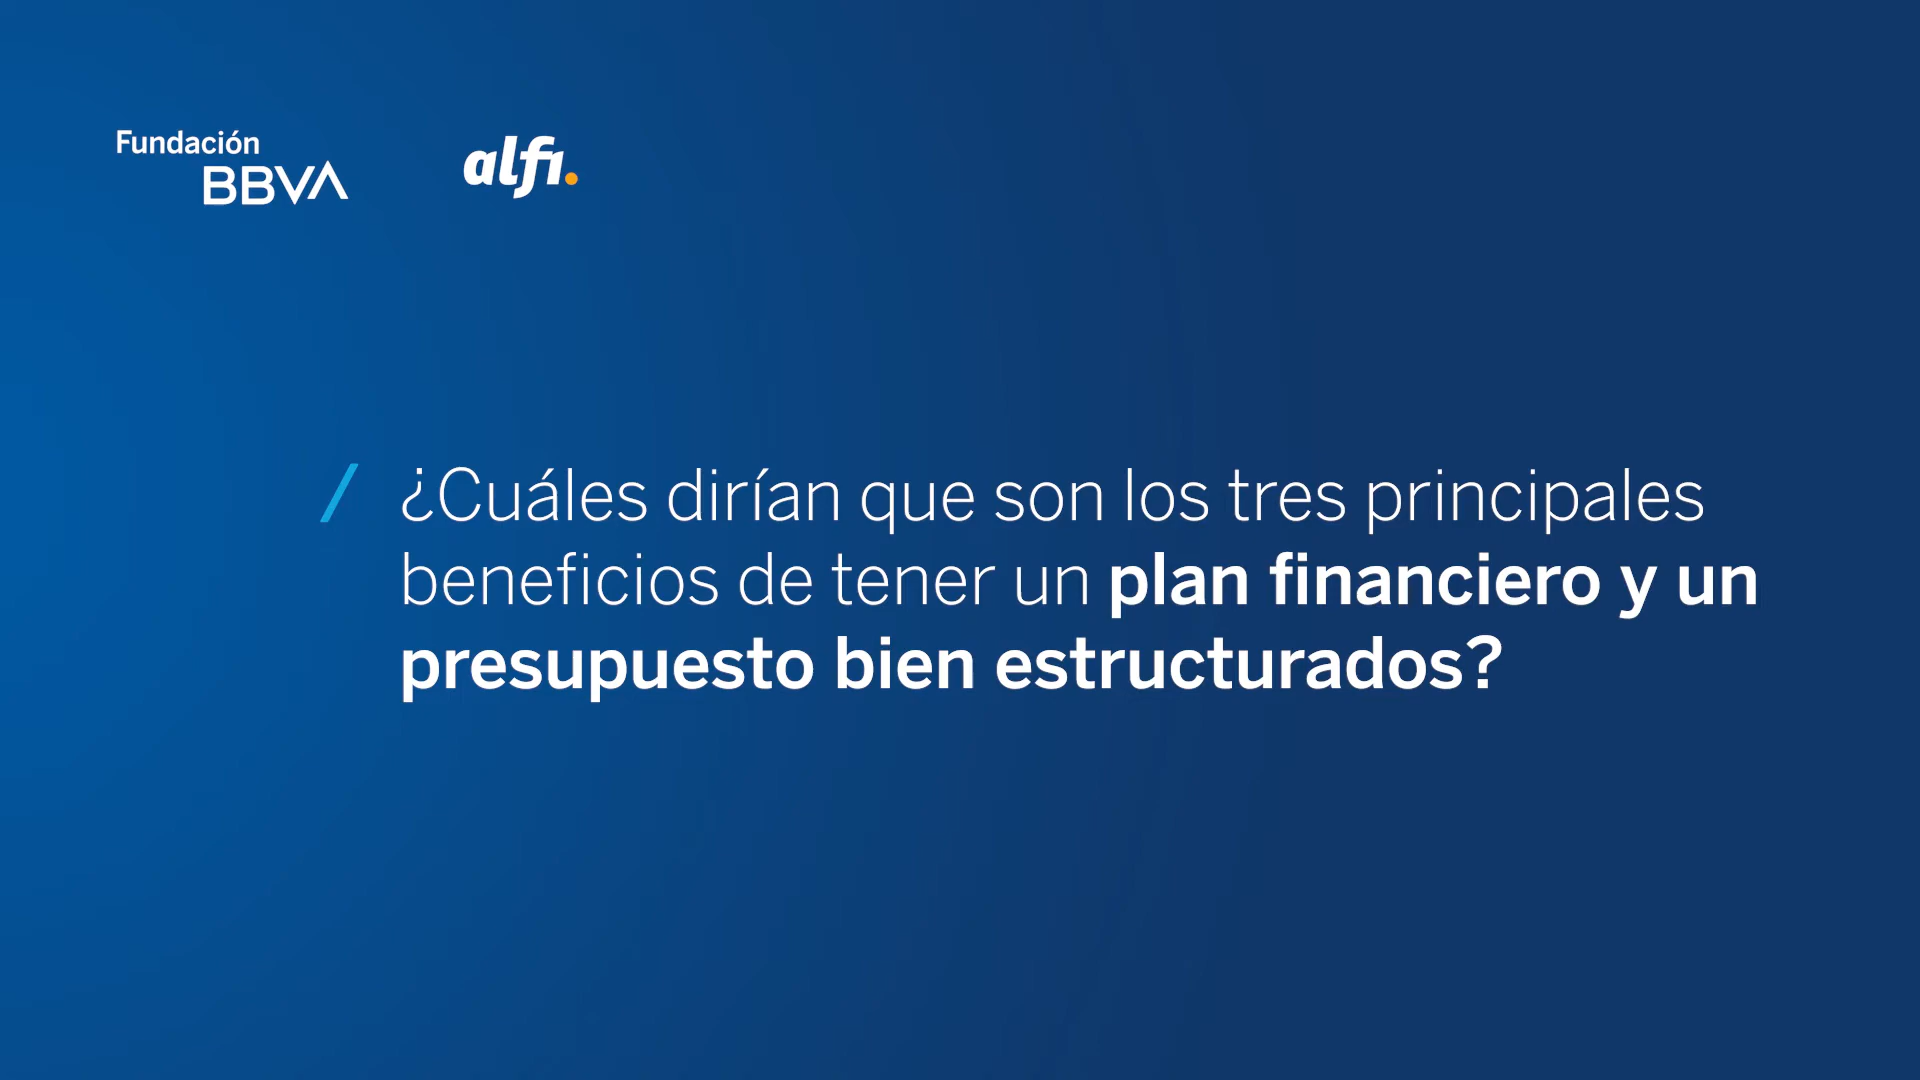 Fundación
BBVA
alfi.
/ ¿Cuáles dirían que son los tres principales
beneficios de tener un plan financiero y un
presupuesto bien estructurados?